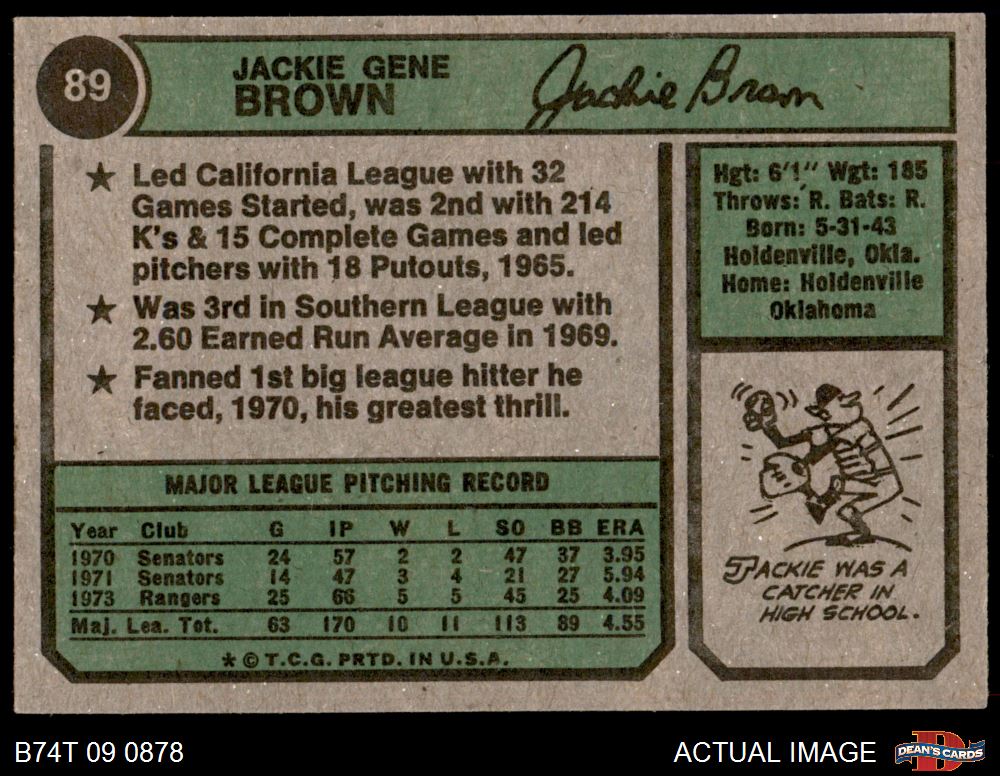 89
JACKIE GENE
BROWN
Jackie Brown
★ Led California League with 32
Games Started, was 2nd with 214
K's & 15 Complete Games and led
pitchers with 18 Putouts, 1965.
★ Was 3rd in Southern League with
2.60 Earned Run Average in 1969.
★ Fanned 1st big league hitter he
faced, 1970, his greatest thrill.
Hgt: 6'1" Wgt: 185
Throws: R. Bats: R.
Born: 5-31-43
Holdenville, Okla.
Home: Holdenville
Oklahoma
MAJOR LEAGUE PITCHING RECORD
Year Club G IP W L SO BB ERA
1970 Senators 24 57 2 2 47 37 3.95
1971 Senators 14 47 3 4 21 27 5.94
1973 Rangers 25 66 5 5 45 25 4.09
Maj. Lea. Tot. 63 170 10 11 113 89 4.55
* © T.C.G. PRTD. IN U.S.A.
JACKIE WAS A
CATCHER IN
HIGH SCHOOL.
B74T 09 0878
ACTUAL IMAGE
DEAN'S CARDS